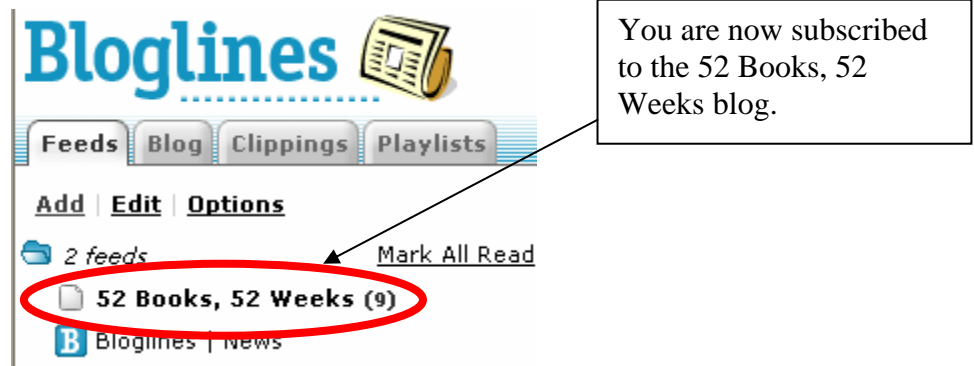 Bloglines
You are now subscribed
to the 52 Books, 52
Weeks blog.
Feeds Blog Clippings Playlists
Add | Edit | Options
2 feeds Mark All Read
52 Books, 52 Weeks (9)
B Bloglines | News